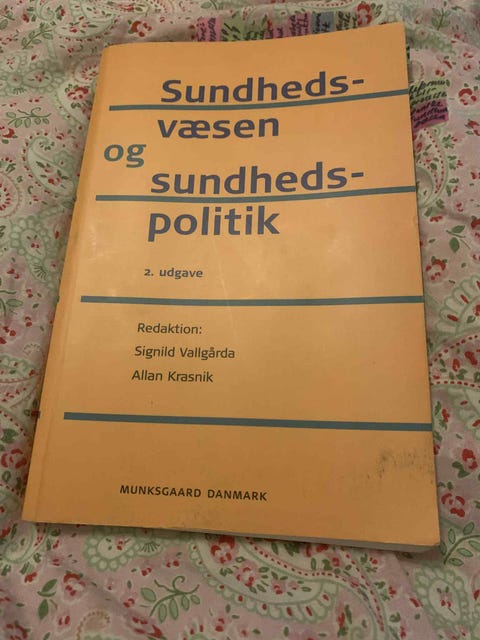 Sundheds-
væsen
og
sundheds-
politik
2. udgave
Redaktion:
Signild Vallgårda
Allan Krasnik
MUNKSGAARD DANMARK